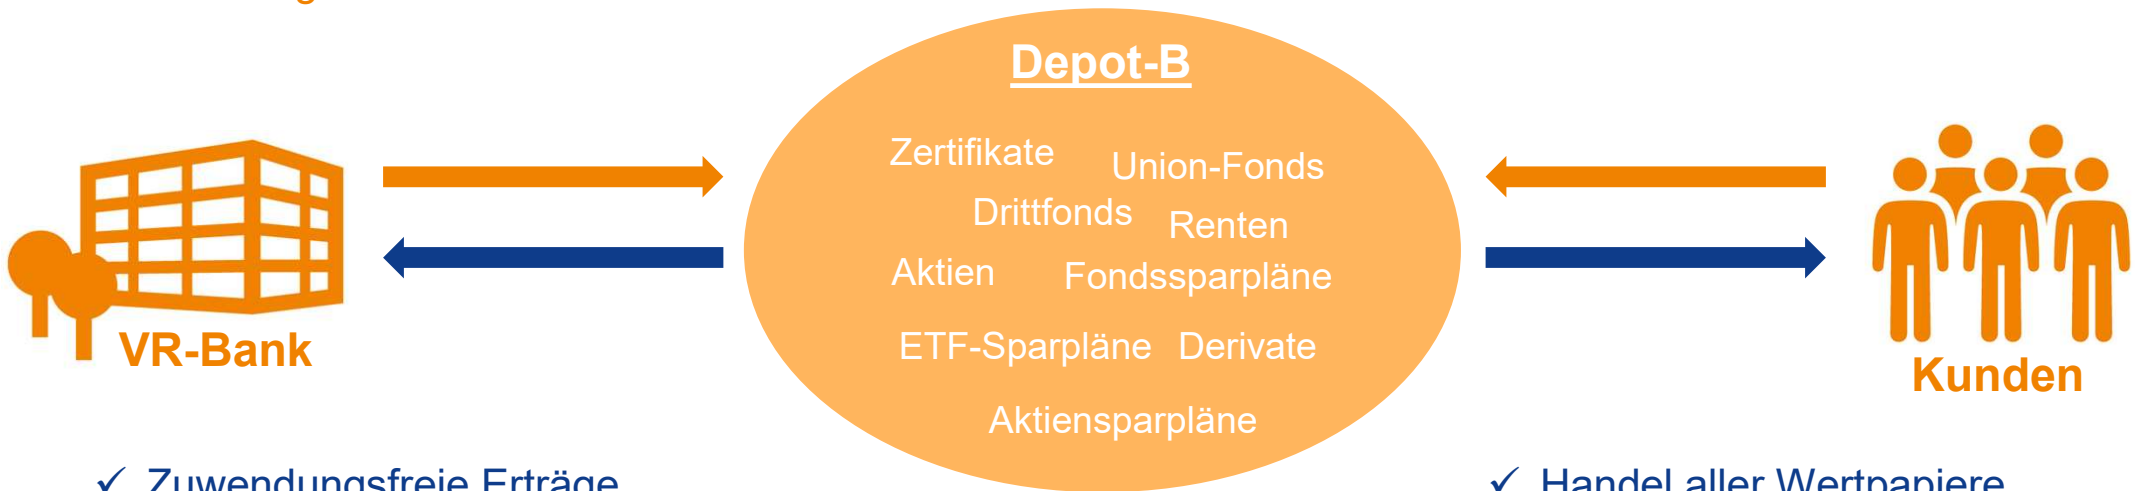 Depot-B
Zertifikate
Union-Fonds
Drittfonds
Renten
Aktien
Fondssparpläne
ETF-Sparpläne
Derivate
Aktiensparpläne
VR-Bank
Kunden
✓ Zuwendungsfreie Erträge
✓ Handel aller Wertpapiere